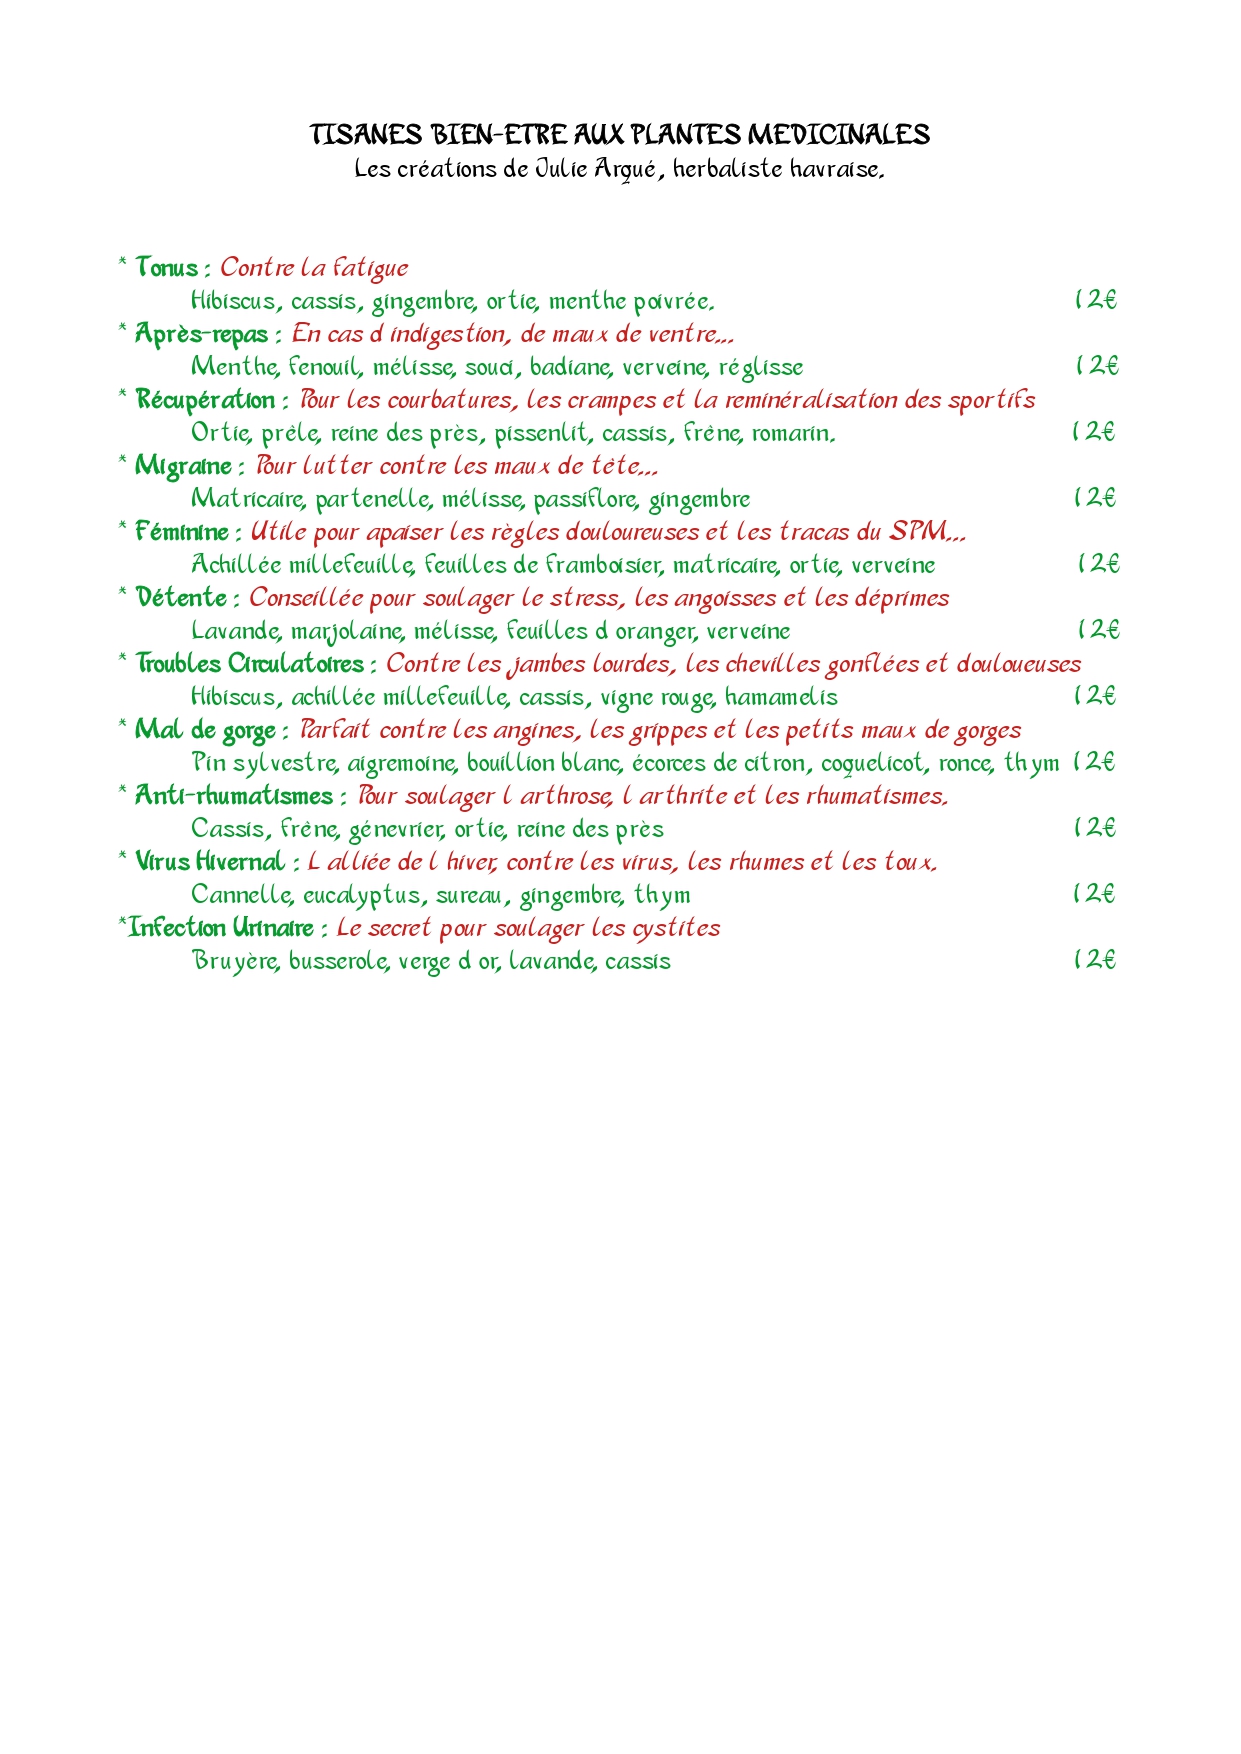 TISANES BIEN-ETRE AUX PLANTES MEDICINALES
Les créations de Julie Argué, herbaliste havraise.
* Tonus : Contre la fatigue
Hibiscus, cassis, gingembre, ortie, menthe poivrée. 12€
* Après-repas : En cas d indigestion, de maux de ventre...
Menthe, fenouil, mélisse, souci, badiane, verveine, réglisse 12€
* Récupération : Pour les courbatures, les crampes et la reminéralisation des sportifs
Ortie, prêle, reine des près, pissenlit, cassis, frêne, romarin. 12€
* Migraine : Pour lutter contre les maux de tête...
Matricaire, partenelle, mélisse, passiflore, gingembre 12€
* Féminine : Utile pour apaiser les règles douloureuses et les tracas du SPM...
Achillée millefeuille, feuilles de framboisier, matricaire, ortie, verveine 12€
* Détente : Conseillée pour soulager le stress, les angoisses et les déprimes
Lavande, marjolaine, mélisse, feuilles d oranger, verveine 12€
* Troubles Circulatoires : Contre les jambes lourdes, les chevilles gonflées et douloueuses
Hibiscus, achillée millefeuille, cassis, vigne rouge, hamamelis 12€
* Mal de gorge : Parfait contre les angines, les grippes et les petits maux de gorges
Pin sylvestre, aigremoine, bouillion blanc, écorces de citron, coquelicot, ronce, thym 12€
* Anti-rhumatismes : Pour soulager l arthrose, l arthrite et les rhumatismes.
Cassis, frêne, génevrier, ortie, reine des près 12€
* Virus Hivernal : L alliée de l hiver, contre les virus, les rhumes et les toux.
Cannelle, eucalyptus, sureau, gingembre, thym 12€
*Infection Urinaire : Le secret pour soulager les cystites
Bruyère, busserole, verge d or, lavande, cassis 12€